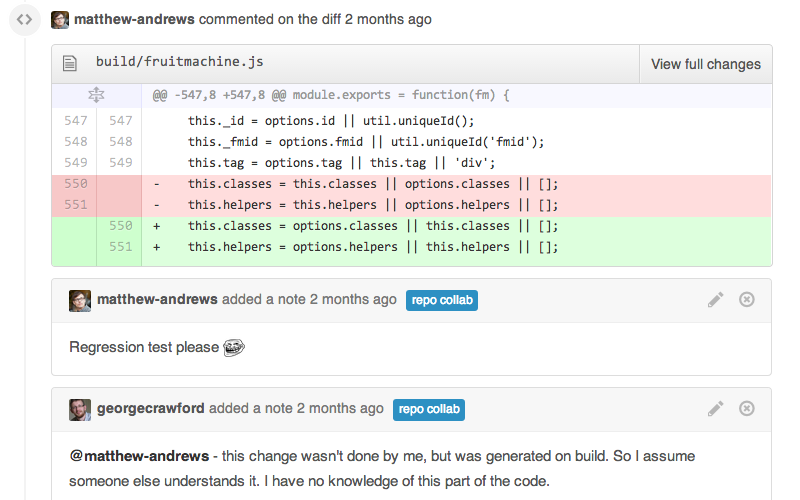 matthew-andrews commented on the diff 2 months ago
build/fruitmachine.js View full changes
@@ -547,8 +547,8 @@ module.exports = function(fm) {
547 547 this._id = options.id || util.uniqueId();
548 548 this._fmid = options.fmid || util.uniqueId('fmid');
549 549 this.tag = options.tag || this.tag || 'div';
550 - this.classes = this.classes || options.classes || [];
551 - this.helpers = this.helpers || options.helpers || [];
550 + this.classes = options.classes || this.classes || [];
551 + this.helpers = options.helpers || this.helpers || [];
matthew-andrews added a note 2 months ago repo collab
Regression test please
georgecrawford added a note 2 months ago repo collab
@matthew-andrews - this change wasn't done by me, but was generated on build. So I assume
someone else understands it. I have no knowledge of this part of the code.